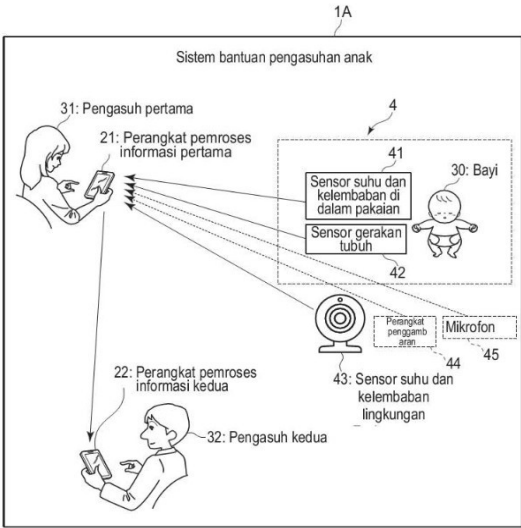 1A
Sistem bantuan pengasuhan anak
31: Pengasuh pertama
21: Perangkat pemroses
informasi pertama
4
41
Sensor suhu dan
kelembaban di
dalam pakaian
30: Bayi
Sensor gerakan
tubuh
42
Perangkat
penggamb
aran
Mikrofon
44
45
43: Sensor suhu dan
kelembaban
lingkungan
22: Perangkat pemroses
informasi kedua
32: Pengasuh kedua